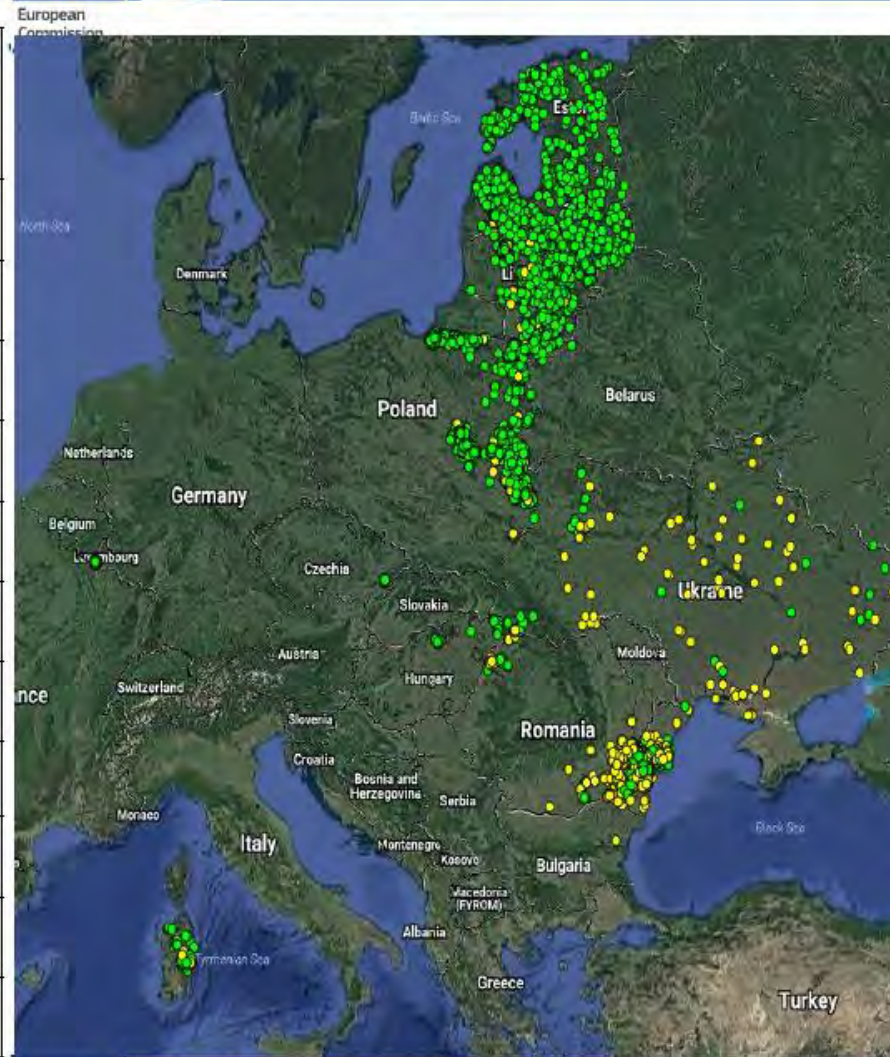 European
Commission
Baltic Sea
North Sea
Denmark
Poland
Belarus
Netherlands
Germany
Belgium
Luxembourg
Czechia
Ukraine
Slovakia
Austria
Moldova
Switzerland
Hungary
Slovenia
Romania
Croatia
Bosnia and
Herzegovina
Serbia
Monaco
Black Sea
Italy
Montenegro
Kosovo
Bulgaria
Macedonia
(FYROM)
Albania
Tyrrhenian Sea
Greece
Turkey